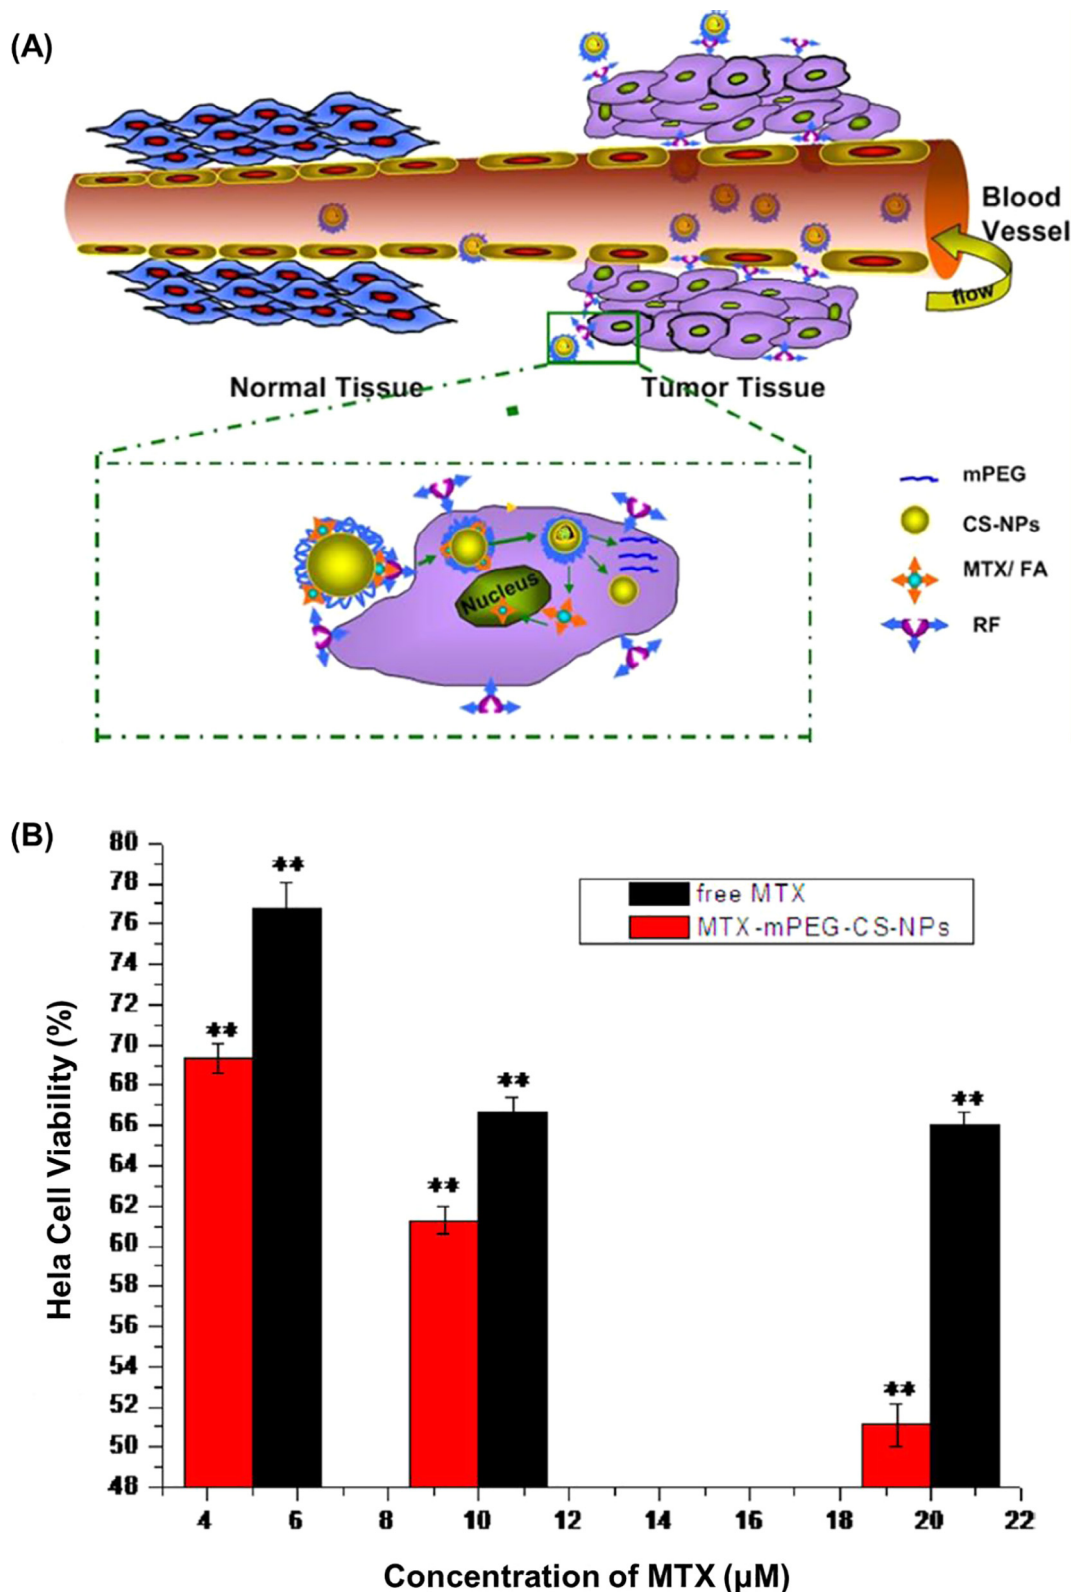 (A)
Blood
Vessel
flow
Normal Tissue
Tumor Tissue
mPEG
CS-NPs
MTX/ FA
RF
Nucleus
(B)
80
78
76
74
72
70
68
66
64
62
60
58
56
54
52
50
48
Hela Cell Viability (%)
**
**
**
**
**
**
free MTX
MTX-mPEG-CS-NPs
4 6 8 10 12 14 16 18 20 22
Concentration of MTX (μM)